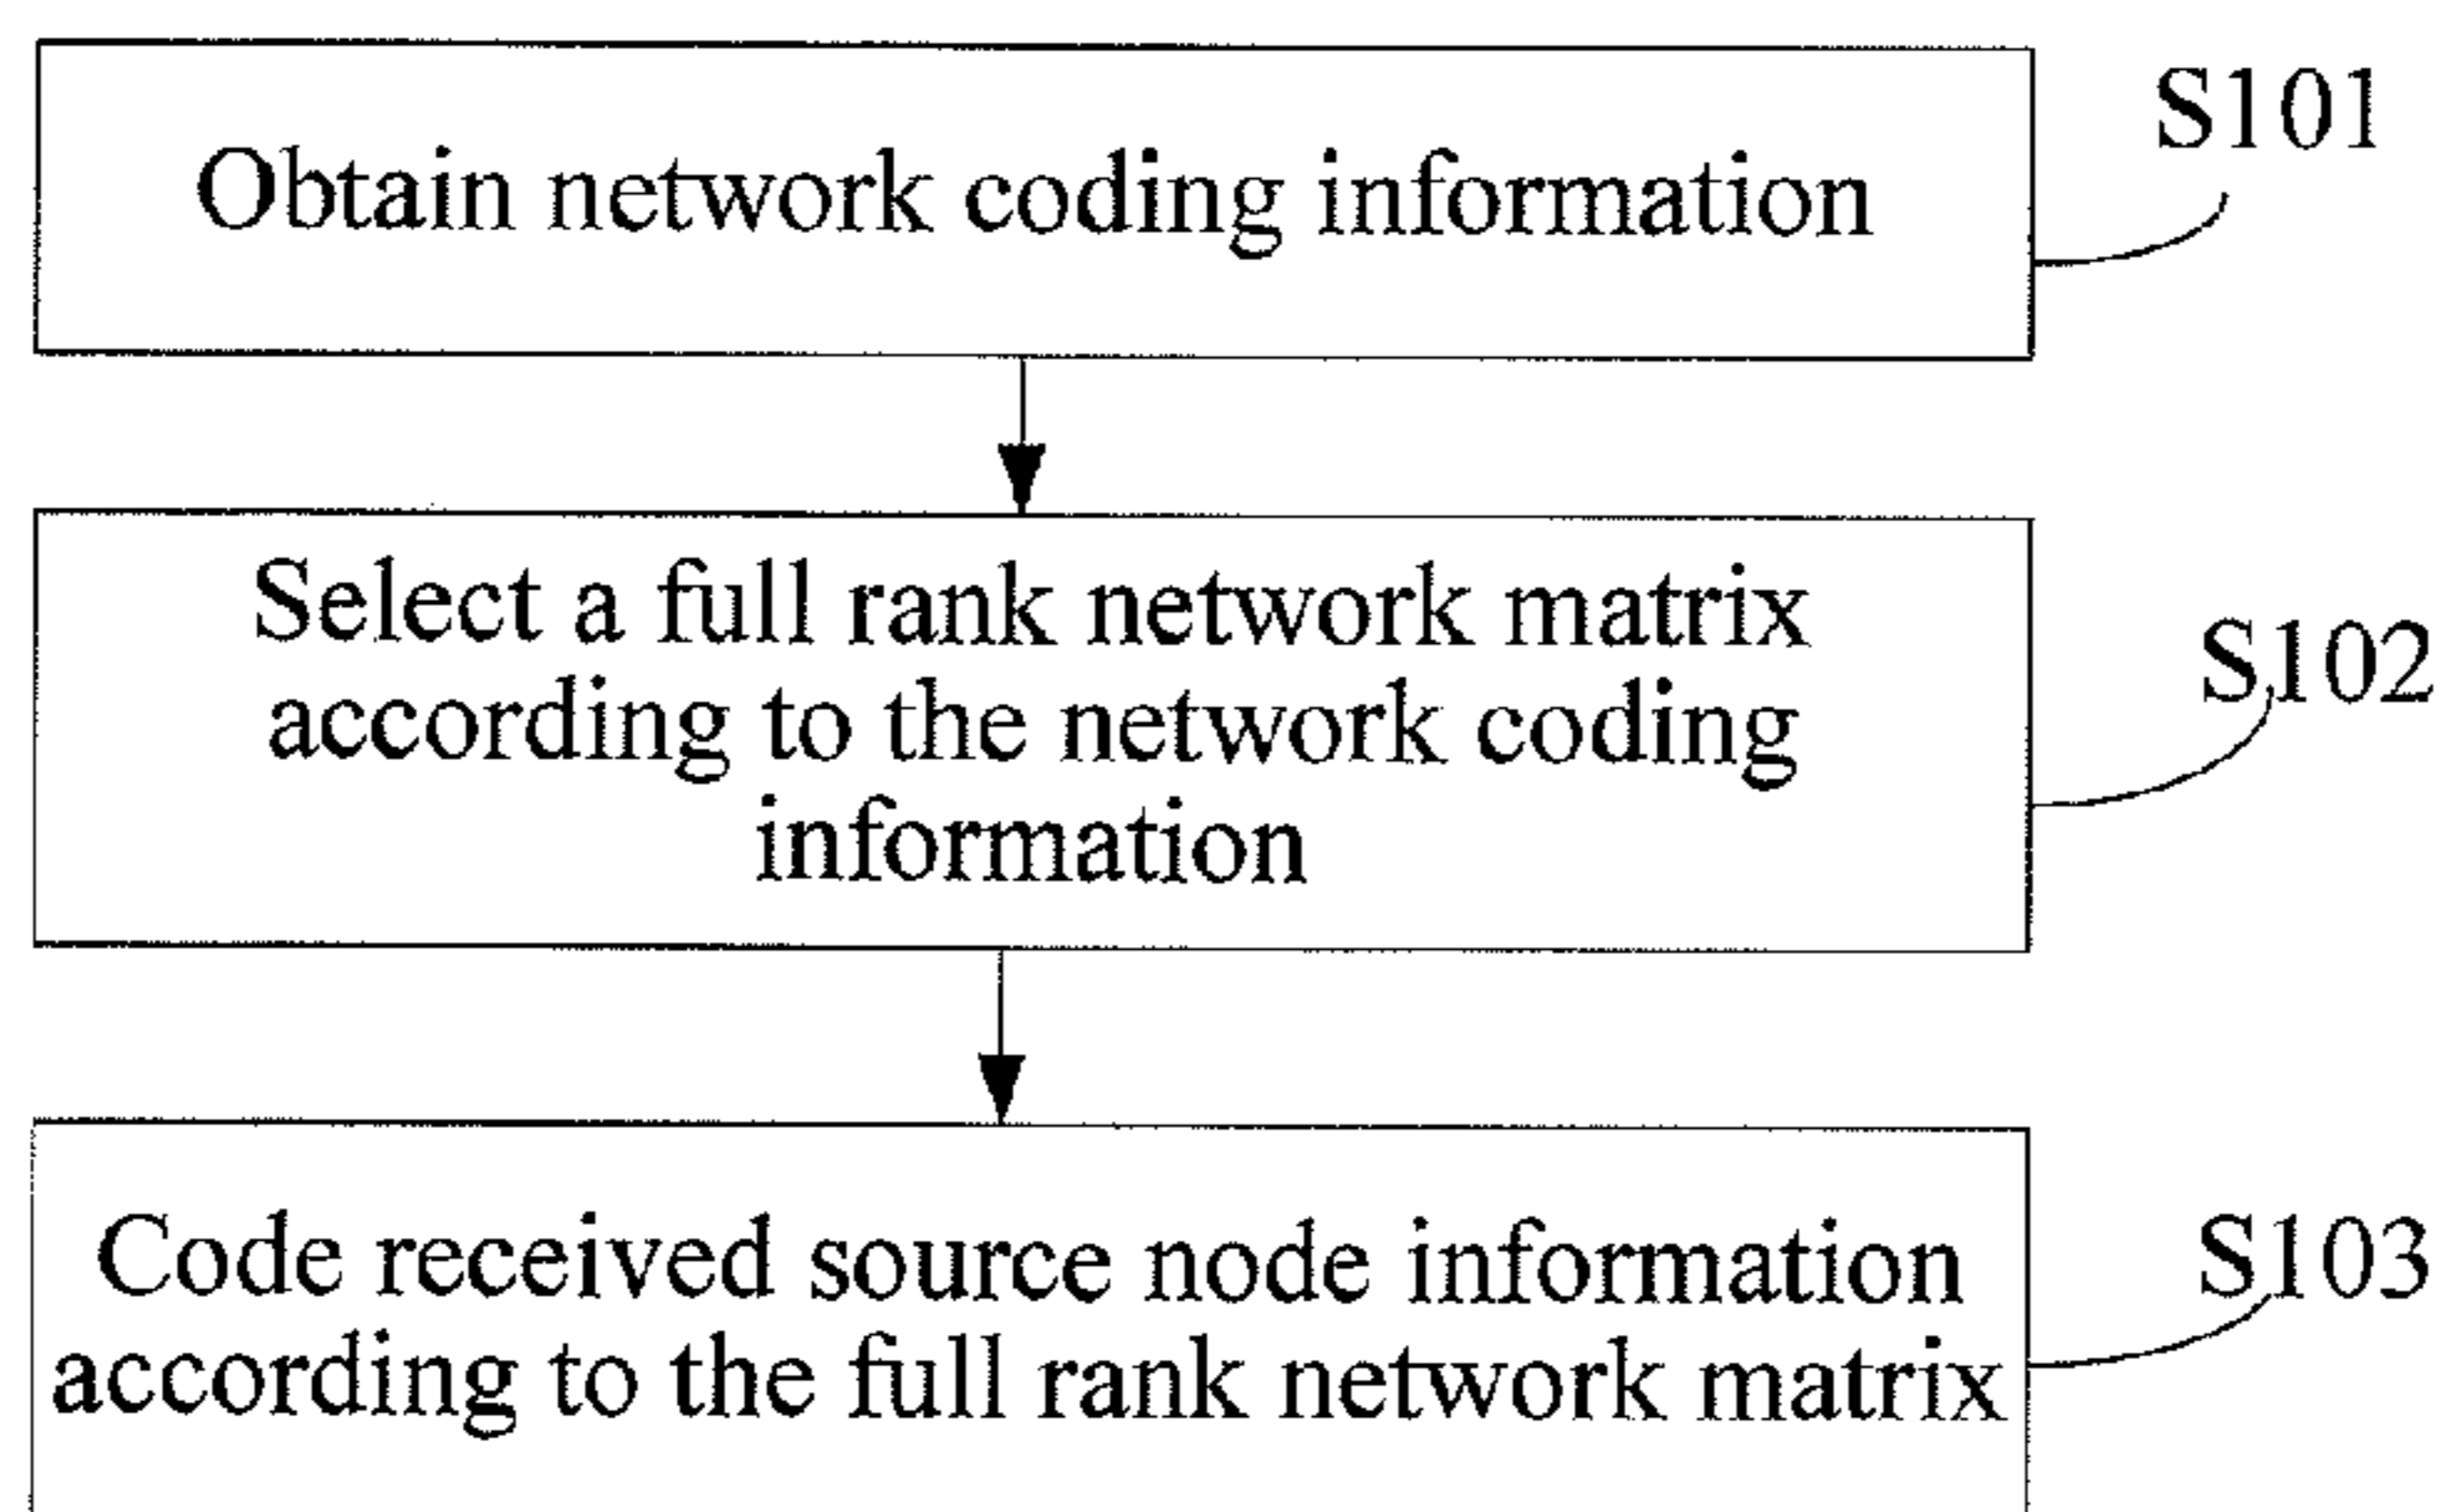 Obtain network coding information
S101
Select a full rank network matrix
according to the network coding
information
S102
Code received source node information
according to the full rank network matrix
S103